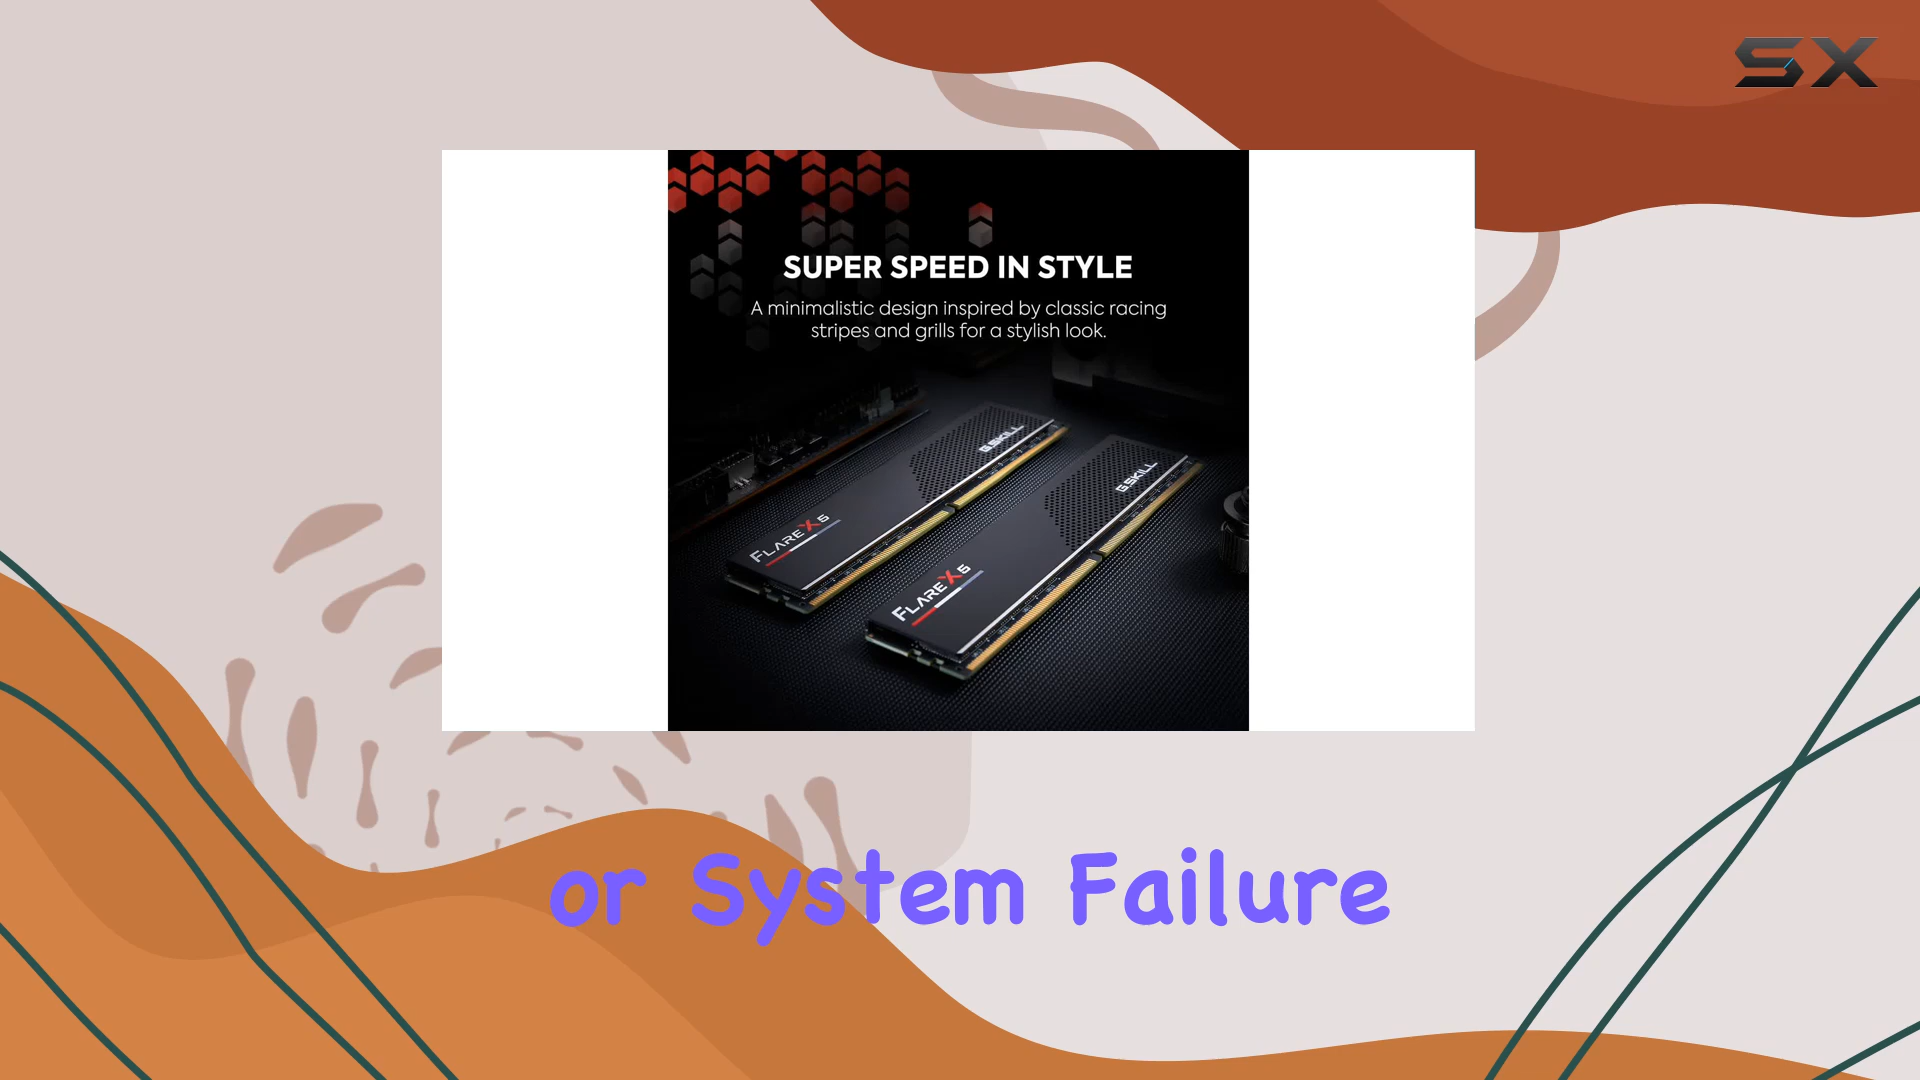 SX
SUPER SPEED IN STYLE
A minimalistic design inspired by classic racing
stripes and grills for a stylish look.
G.SKILL
G.SKILL
FLARE X5
FLARE X5
or System Failure